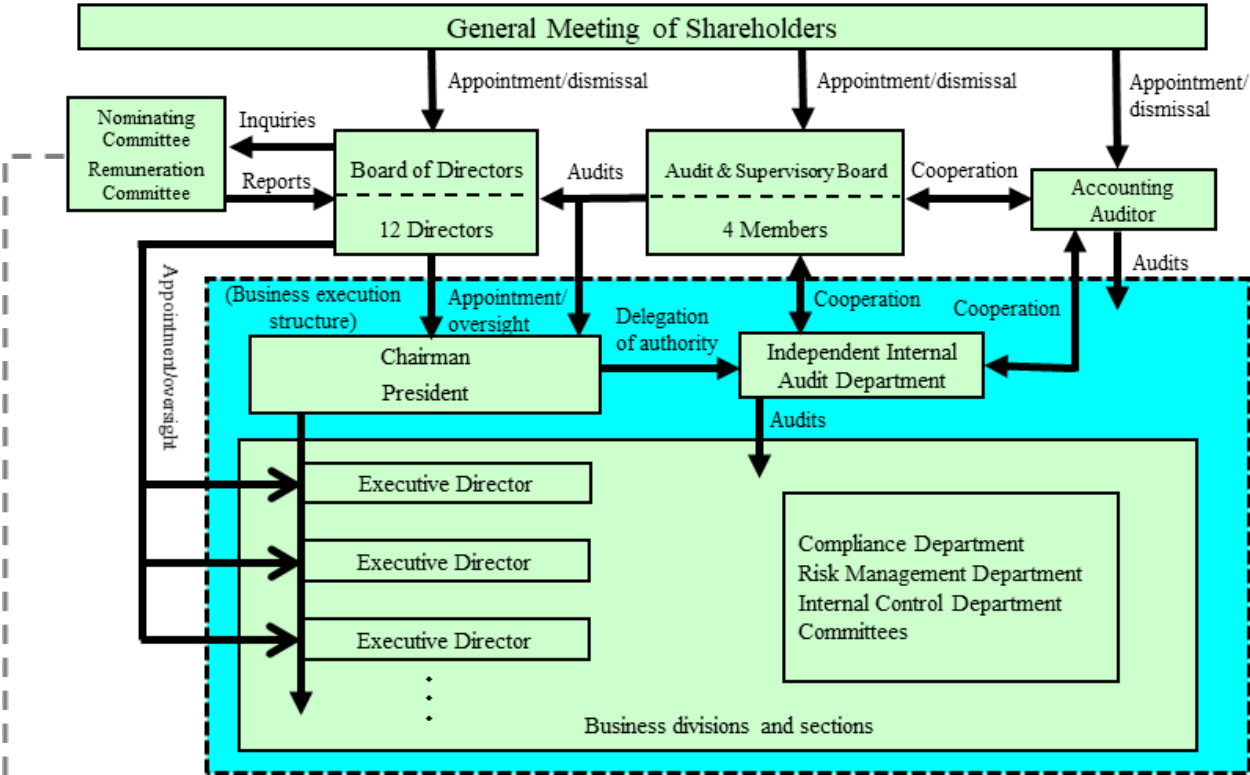 General Meeting of Shareholders
Appointment/dismissal
Appointment/dismissal
Appointment/
dismissal
Nominating
Committee
Remuneration
Committee
Inquiries
Reports
Board of Directors
12 Directors
Audits
Audit & Supervisory Board
4 Members
Cooperation
Accounting
Auditor
Audits
Appointment/oversight
(Business execution
structure)
Appointment/
oversight
Delegation
of authority
Cooperation
Cooperation
Chairman
President
Independent Internal
Audit Department
Audits
Executive Director
Executive Director
Executive Director
Compliance Department
Risk Management Department
Internal Control Department
Committees
Business divisions and sections